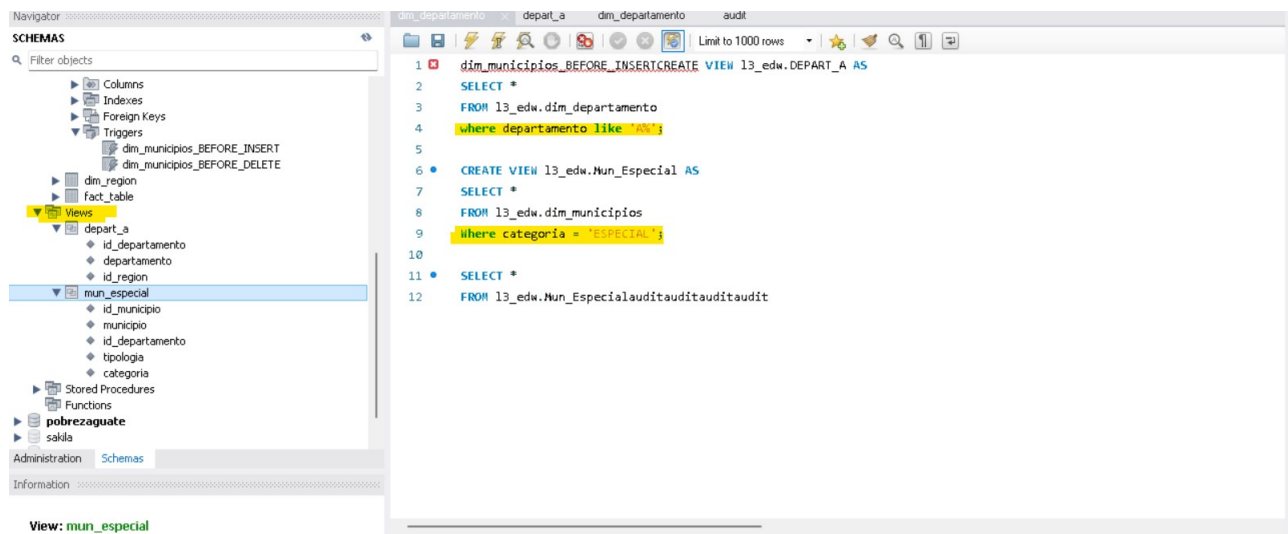 Navigator
SCHEMAS
Filter objects
Columns
Indexes
Foreign Keys
Triggers
dim_municipios_BEFORE_INSERT
dim_municipios_BEFORE_DELETE
dim_region
fact_table
Views
depart_a
id_departamento
departamento
id_region
mun_especial
id_municipio
municipio
id_departamento
tipologia
categoria
Stored Procedures
Functions
pobrezaguate
sakila
Administration Schemas
Information
View: mun_especial
dim_departamento depart_a dim_departamento audit
Limit to 1000 rows
1 dim_municipios_BEFORE_INSERTCREATE VIEW l3_edw.DEPART_A AS
2 SELECT *
3 FROM l3_edw.dim_departamento
4 where departamento like 'A%';
5
6 CREATE VIEW l3_edw.Mun_Especial AS
7 SELECT *
8 FROM l3_edw.dim_municipios
9 Where categoria = 'ESPECIAL';
10
11 SELECT *
12 FROM l3_edw.Mun_Especialauditauditauditaudit